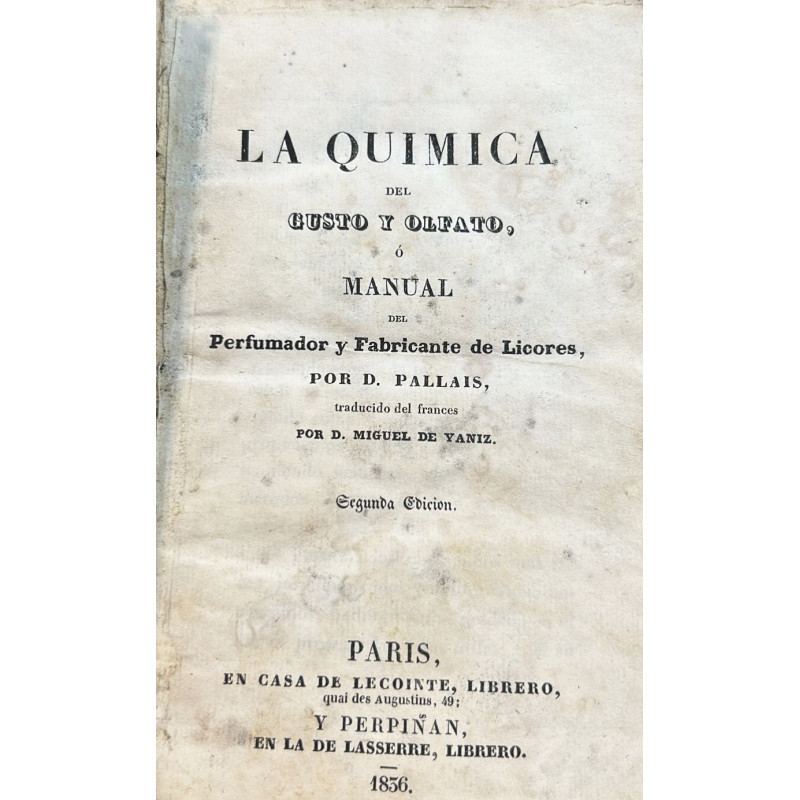 LA QUIMICA
DEL
GUSTO Y OLFATO,
ó
MANUAL
DEL
Perfumador y Fabricante de Licores,
POR D. PALLAIS,
traducido del frances
POR D. MIGUEL DE YANIZ.
Segunda Edicion.
PARIS,
EN CASA DE LECOINTE, LIBRERO,
quai des Augustins, 49;
Y PERPIÑAN,
EN LA DE LASSERRE, LIBRERO.
1836.